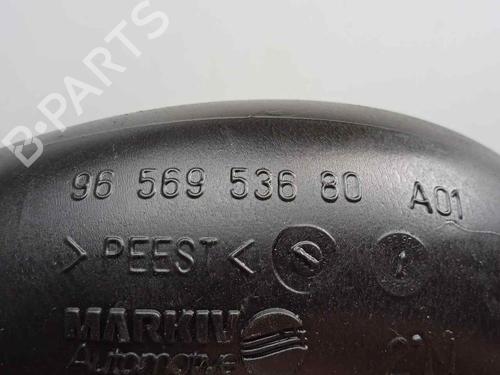 B-PARTS
96 569 536 80 A01
>PEEST<
MARKIV
Automotive